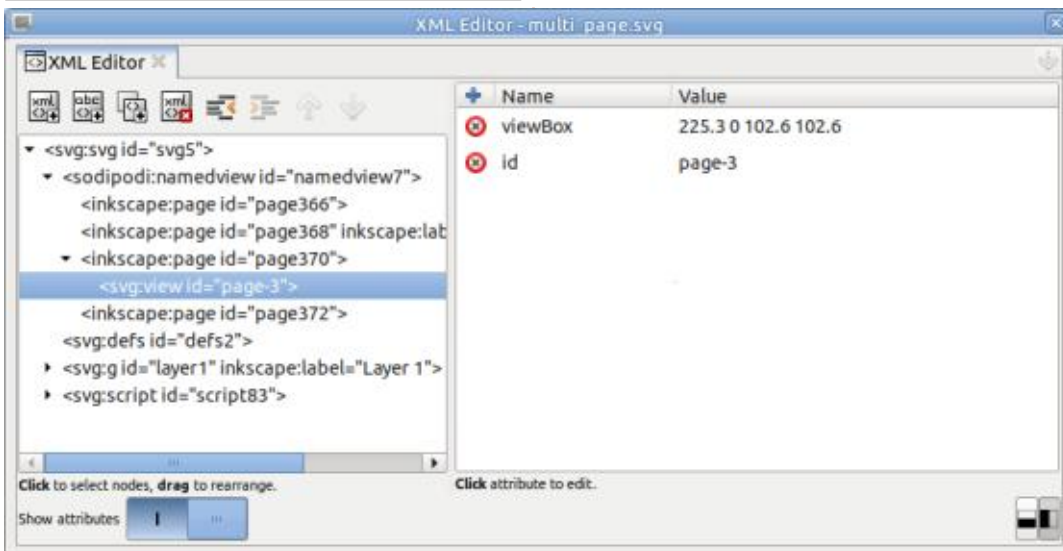 XML Editor - multi_page.svg
XML Editor
Name Value
viewBox 225.3 0 102.6 102.6
id page-3
<svg:svg id="svg5">
<sodipodi:namedview id="namedview7">
<inkscape:page id="page366">
<inkscape:page id="page368" inkscape:lab
<inkscape:page id="page370">
<svg:view id="page-3">
<inkscape:page id="page372">
<svg:defs id="defs2">
<svg:g id="layer1" inkscape:label="Layer 1">
<svg:script id="script83">
Click to select nodes, drag to rearrange.
Click attribute to edit.
Show attributes